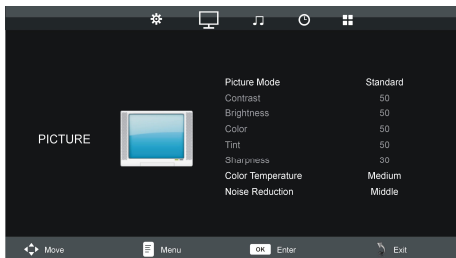 PICTURE
Picture Mode Standard
Contrast 50
Brightness 50
Color 50
Tint 50
Sharpness 30
Color Temperature Medium
Noise Reduction Middle
Move Menu OK Enter Exit